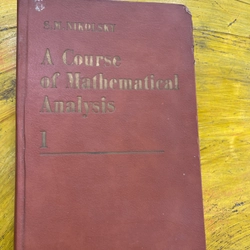 S. M. NIKOLSKY
A Course
of Mathematical
Analysis
1